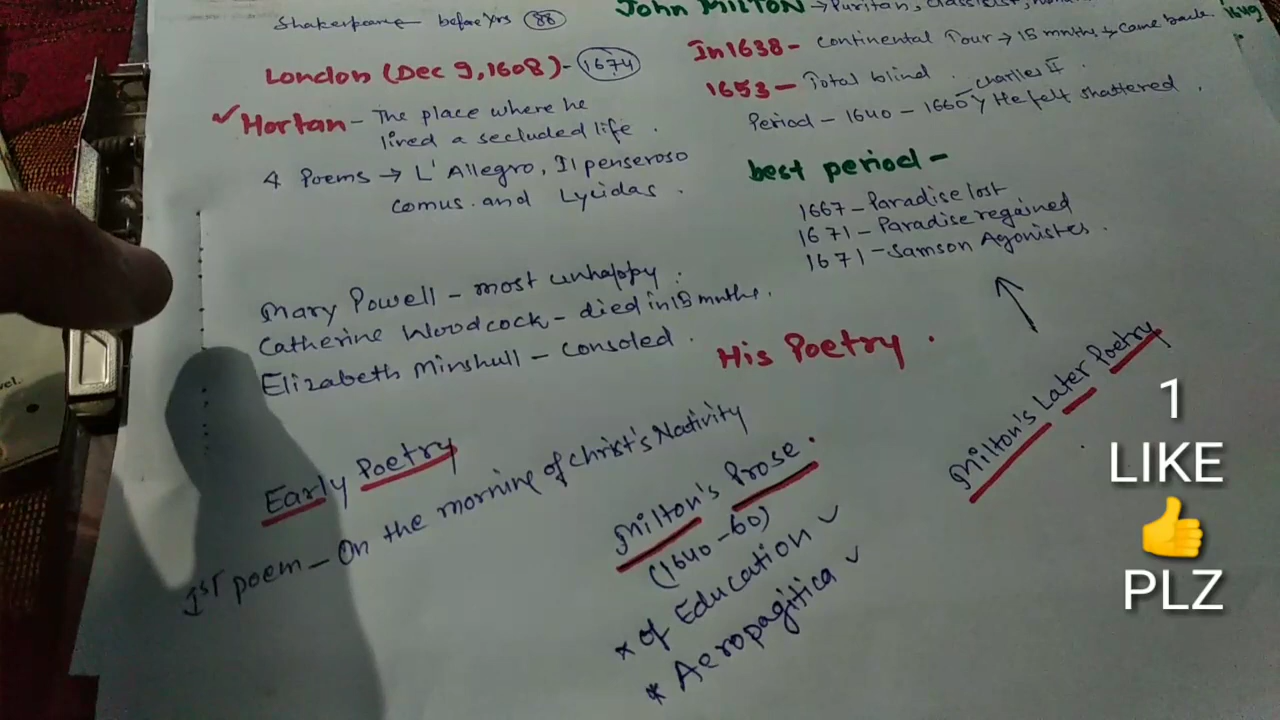 Shakespeare before yrs 88
John MILTON → Puritan, Classicist,
London (Dec 9, 1608) - 1674
Hortan - The place where he
lived a secluded life .
4 Poems → L' Allegro, Il penseroso
comus and Lycidas .
In 1638 - Continental Tour → 15 mnths → Came back
1653 - Total blind . Charles II .
Period - 1640 - 1660 He felt shattered .
best period -
1667 - Paradise lost
1671 - Paradise regained
1671 - Samson Agonistes .
Mary Powell - most unhappy .
Catherine Woodcock - died in 15 mnths .
Elizabeth Minshull - Consoled .
His Poetry .
Early Poetry
1st poem - On the morning of Christ's Nativity
Milton's Prose .
(1640 - 60)
* of Education ✓
* Aeropagitica ✓
Milton's Later Poetry
1
LIKE
👍
PLZ
vel.